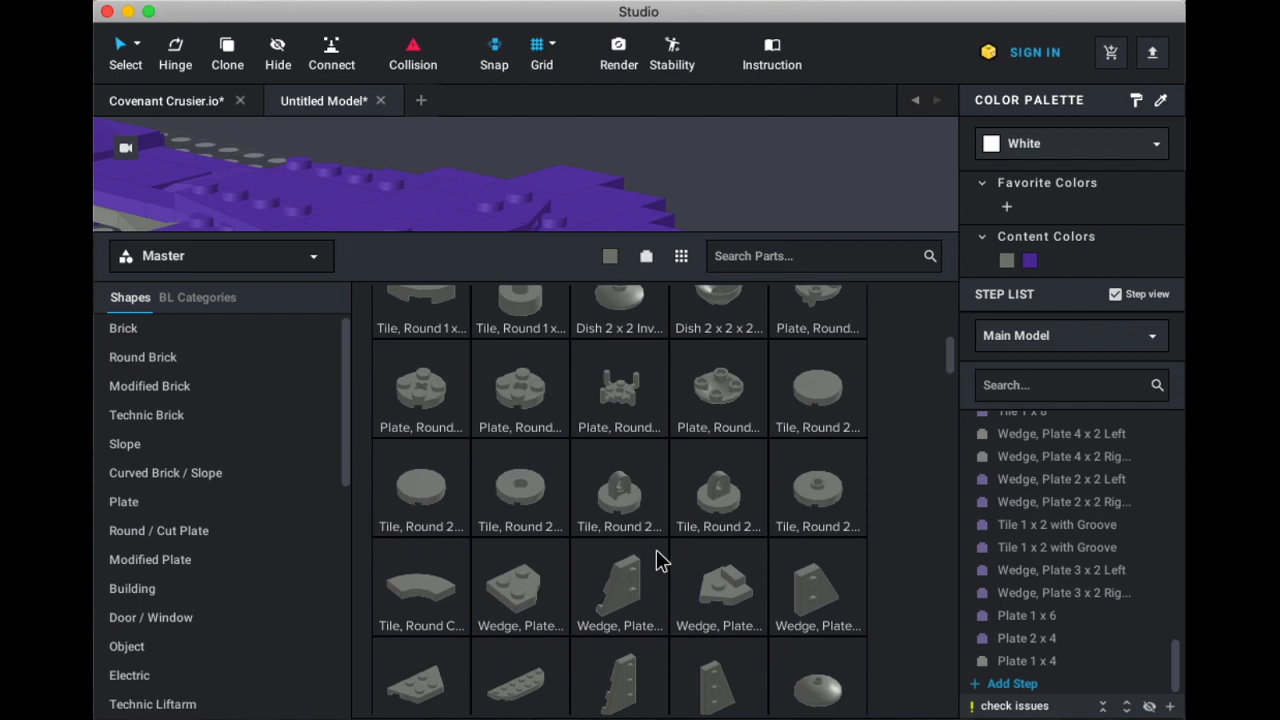 Studio
Select Hinge Clone Hide Connect Collision Snap Grid Render Stability Instruction SIGN IN
Covenant Crusier.io* Untitled Model* COLOR PALETTE
White
Favorite Colors
Content Colors
Master Search Parts...
STEP LIST Step view
Shapes BL Categories
Main Model
Brick
Round Brick
Modified Brick
Technic Brick
Slope
Curved Brick / Slope
Plate
Round / Cut Plate
Modified Plate
Building
Door / Window
Object
Electric
Technic Liftarm
Tile, Round 1 x... Tile, Round 1 x... Dish 2 x 2 Inv... Dish 2 x 2 x 2... Plate, Round...
Plate, Round... Plate, Round... Plate, Round... Plate, Round... Tile, Round 2...
Tile, Round 2... Tile, Round 2... Tile, Round 2... Tile, Round 2... Tile, Round 2...
Tile, Round C... Wedge, Plate... Wedge, Plate... Wedge, Plate... Wedge, Plate...
Search...
Tile 1 x 8
Wedge, Plate 4 x 2 Left
Wedge, Plate 4 x 2 Rig...
Wedge, Plate 2 x 2 Left
Wedge, Plate 2 x 2 Rig...
Tile 1 x 2 with Groove
Tile 1 x 2 with Groove
Wedge, Plate 3 x 2 Left
Wedge, Plate 3 x 2 Rig...
Plate 1 x 6
Plate 2 x 4
Plate 1 x 4
+ Add Step
! check issues